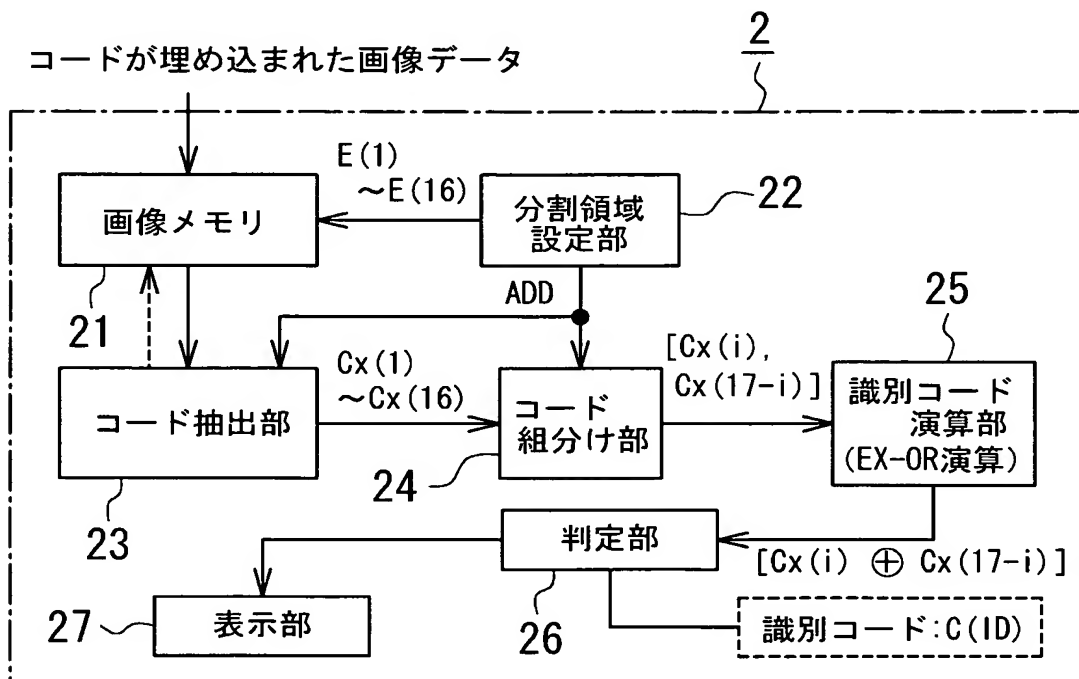 2
コードが埋め込まれた画像データ
E(1)
～E(16)
画像メモリ
21
分割領域
設定部
22
ADD
Cx(1)
～Cx(16)
コード抽出部
23
コード
組分け部
24
[Cx(i),
Cx(17-i)]
25
識別コード
演算部
(EX-OR演算)
判定部
26
[Cx(i) ⊕ Cx(17-i)]
表示部
27
識別コード:C(ID)